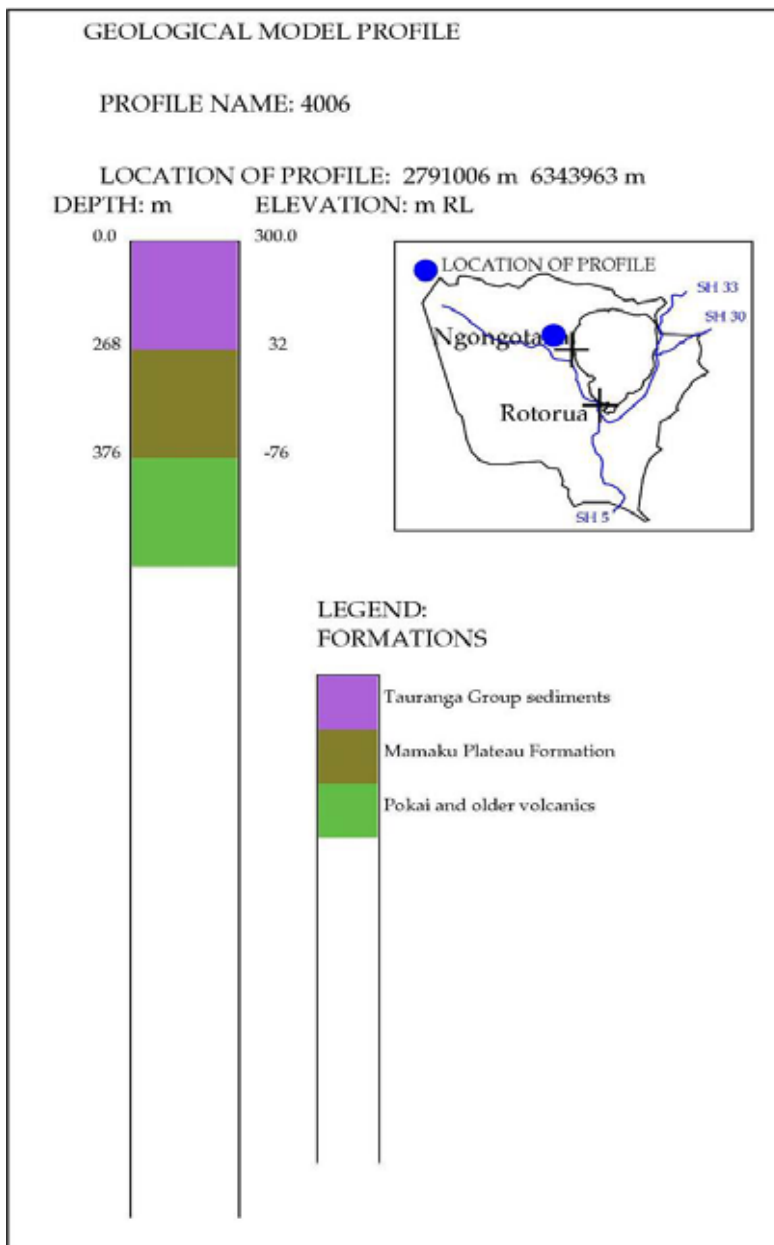 GEOLOGICAL MODEL PROFILE
PROFILE NAME: 4006
LOCATION OF PROFILE: 2791006 m 6343963 m
DEPTH: m ELEVATION: m RL
0.0 300.0
268 32
376 -76
LOCATION OF PROFILE
SH 33
SH 30
Rotorua
SH 5
LEGEND:
FORMATIONS
Tauranga Group sediments
Mamaku Plateau Formation
Pokai and older volcanics